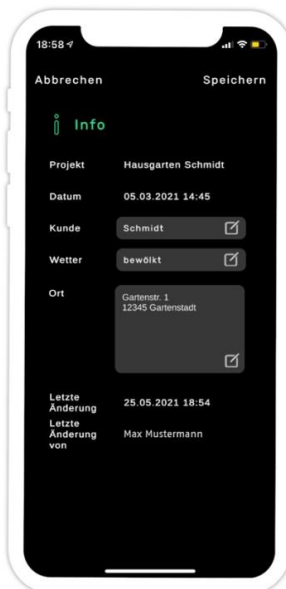 18:58
Abbrechen Speichern
Info
Projekt Hausgarten Schmidt
Datum 05.03.2021 14:45
Kunde Schmidt
Wetter bewölkt
Ort Gartenstr. 1
12345 Gartenstadt
Letzte
Änderung 25.05.2021 18:54
Letzte
Änderung
von Max Mustermann